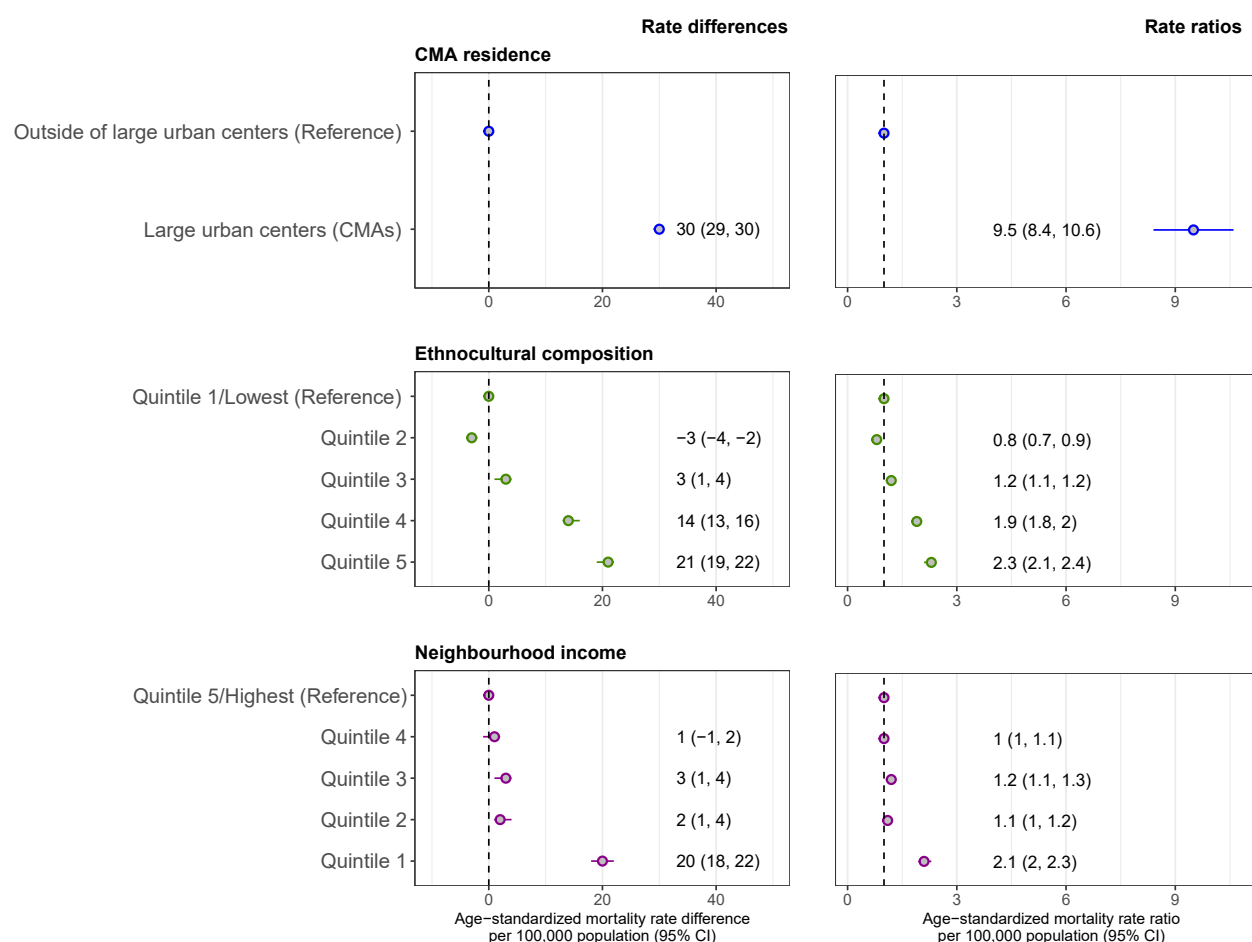 Rate differences Rate ratios
CMA residence
Outside of large urban centers (Reference)
Large urban centers (CMAs) 30 (29, 30) 9.5 (8.4, 10.6)
0 20 40 0 3 6 9
Ethnocultural composition
Quintile 1/Lowest (Reference)
Quintile 2 −3 (−4, −2) 0.8 (0.7, 0.9)
Quintile 3 3 (1, 4) 1.2 (1.1, 1.2)
Quintile 4 14 (13, 16) 1.9 (1.8, 2)
Quintile 5 21 (19, 22) 2.3 (2.1, 2.4)
0 20 40 0 3 6 9
Neighbourhood income
Quintile 5/Highest (Reference)
Quintile 4 1 (−1, 2) 1 (1, 1.1)
Quintile 3 3 (1, 4) 1.2 (1.1, 1.3)
Quintile 2 2 (1, 4) 1.1 (1, 1.2)
Quintile 1 20 (18, 22) 2.1 (2, 2.3)
0 20 40 0 3 6 9
Age−standardized mortality rate difference Age−standardized mortality rate ratio
per 100,000 population (95% CI) per 100,000 population (95% CI)